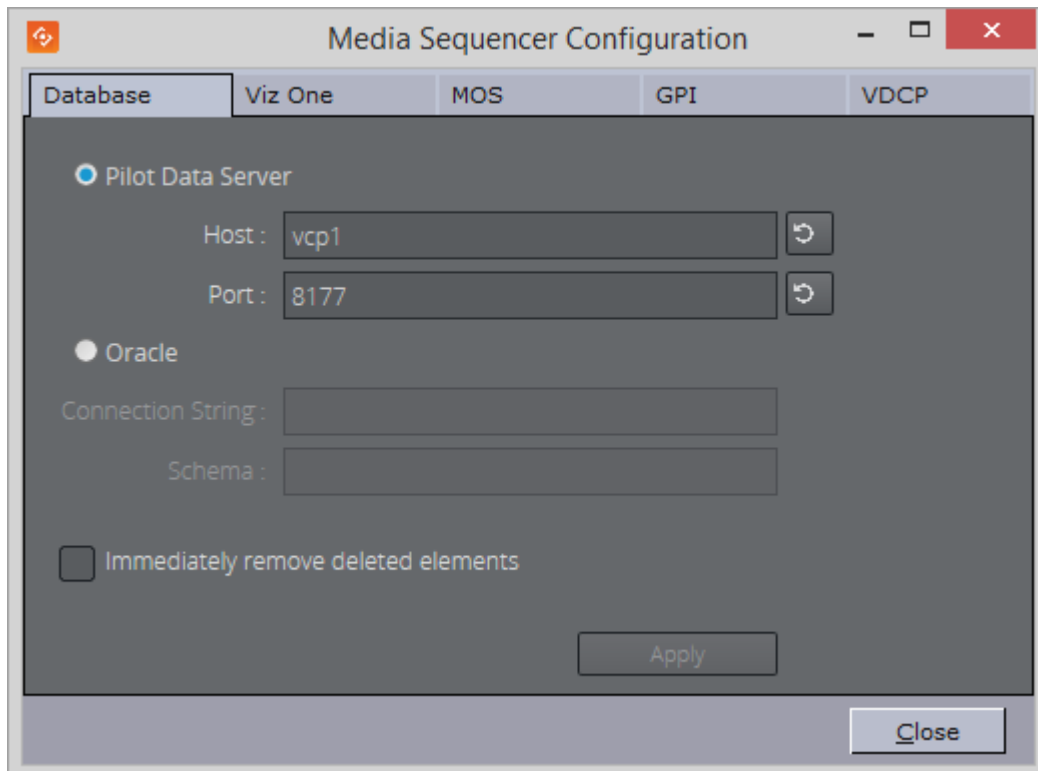 Media Sequencer Configuration
Database Viz One MOS GPI VDCP
Pilot Data Server
Host : vcp1
Port : 8177
Oracle
Connection String :
Schema :
Immediately remove deleted elements
Apply
Close